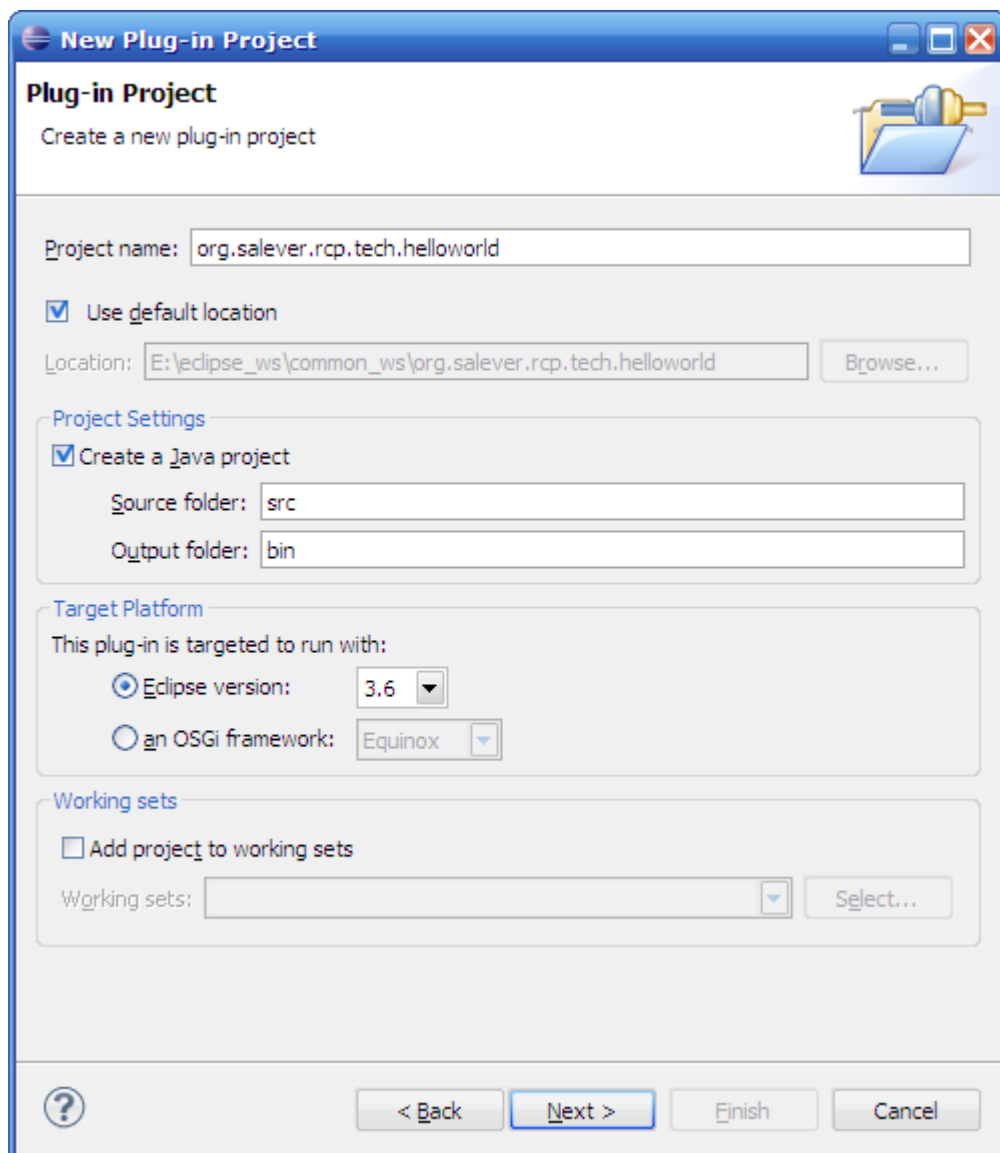 New Plug-in Project
Plug-in Project
Create a new plug-in project
Project name: org.salever.rcp.tech.helloworld
Use default location
Location: E:\eclipse_ws\common_ws\org.salever.rcp.tech.helloworld Browse...
Project Settings
Create a Java project
Source folder: src
Output folder: bin
Target Platform
This plug-in is targeted to run with:
Eclipse version: 3.6
an OSGi framework: Equinox
Working sets
Add project to working sets
Working sets: Select...
? < Back Next > Finish Cancel